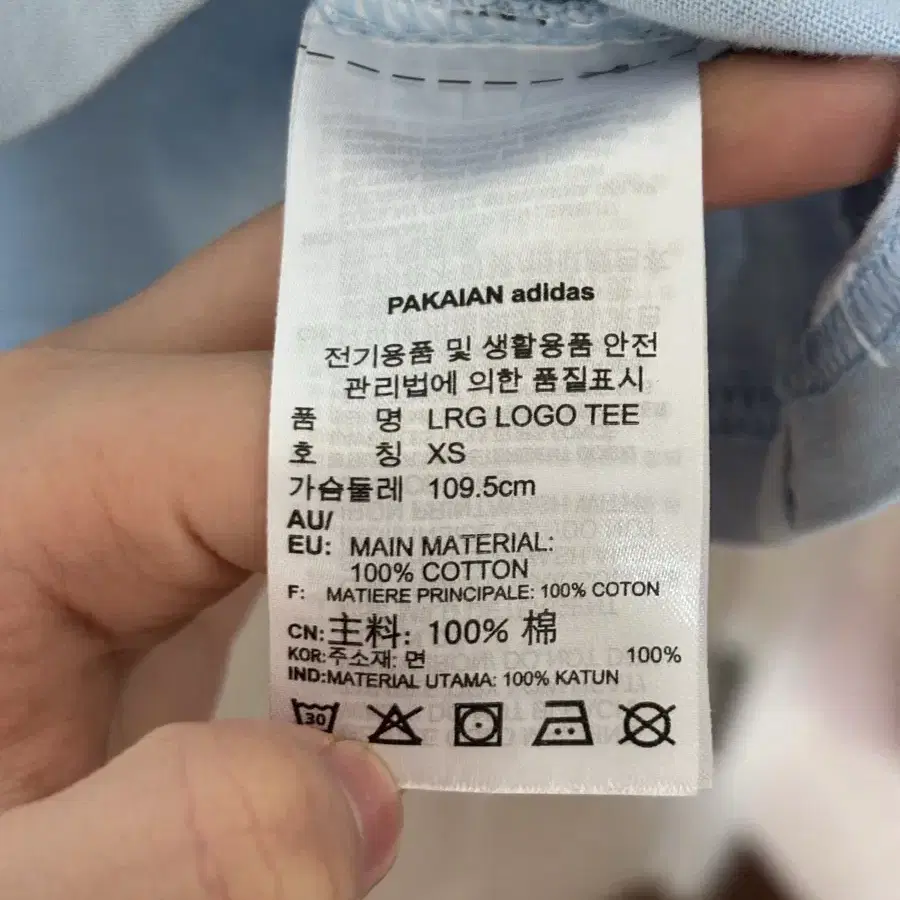 PAKAIAN adidas
전기용품 및 생활용품 안전
관리법에 의한 품질표시
품 명 LRG LOGO TEE
호 칭 XS
가슴둘레 109.5cm
AU/
EU: MAIN MATERIAL:
100% COTTON
F: MATIERE PRINCIPALE: 100% COTON
CN: 主料: 100% 棉
KOR: 주소재: 면 100%
IND: MATERIAL UTAMA: 100% KATUN
30